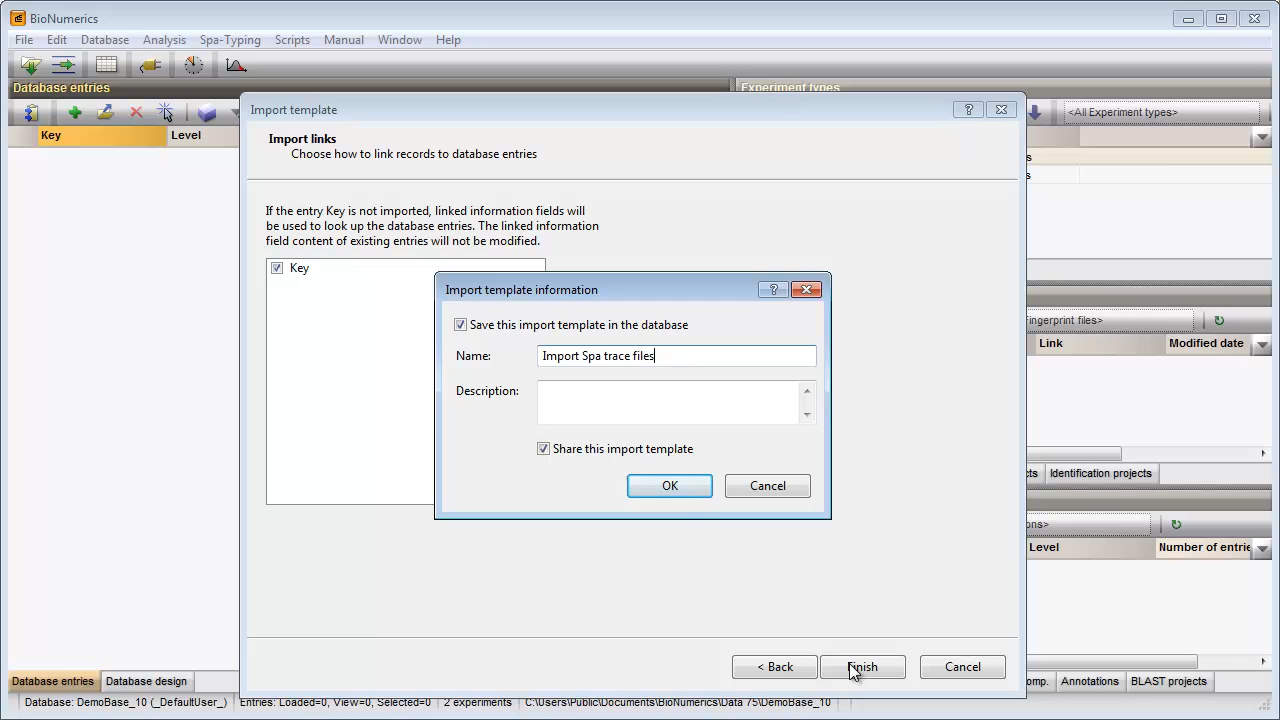 BioNumerics
File Edit Database Analysis Spa-Typing Scripts Manual Window Help
Database entries
Experiment types
<All Experiment types>
Key Level
Import template
Import links
Choose how to link records to database entries
If the entry Key is not imported, linked information fields will
be used to look up the database entries. The linked information
field content of existing entries will not be modified.
Key
Import template information
Save this import template in the database
Name: Import Spa trace files
Description:
Share this import template
OK Cancel
Fingerprint files>
Link Modified date
Identification projects
Level Number of entrie
< Back Finish Cancel
Database entries Database design
omp. Annotations BLAST projects
Database: DemoBase_10 (_DefaultUser_) Entries: Loaded=0, View=0, Selected=0 2 experiments C:\Users\Public\Documents\BioNumerics\Data 75\DemoBase_10